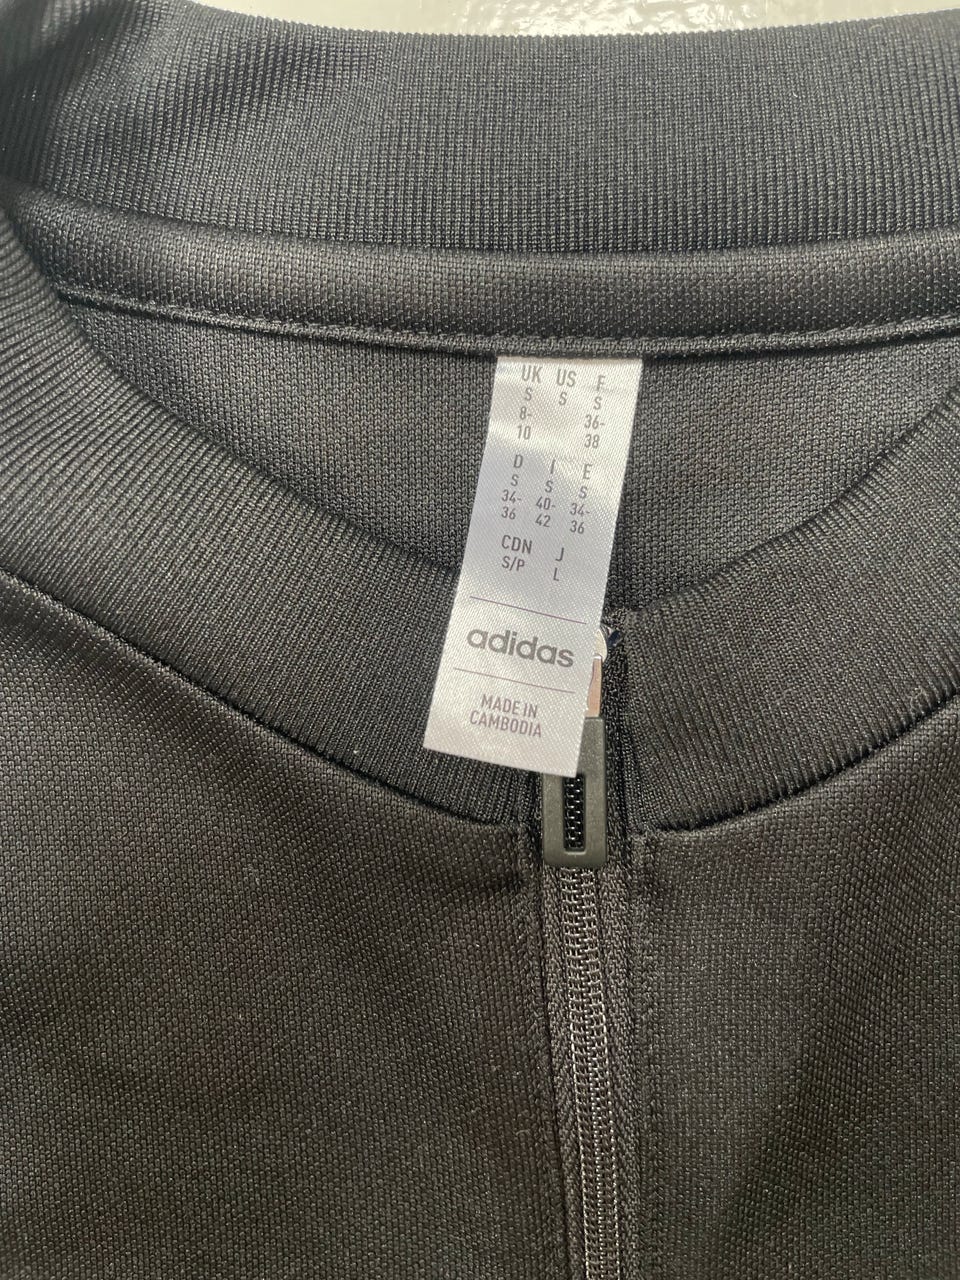 UK US F
S S S
8- 36-
10 38
D I E
S S S
34- 40- 34-
36 42 36
CDN J
S/P L
adidas
MADE IN
CAMBODIA